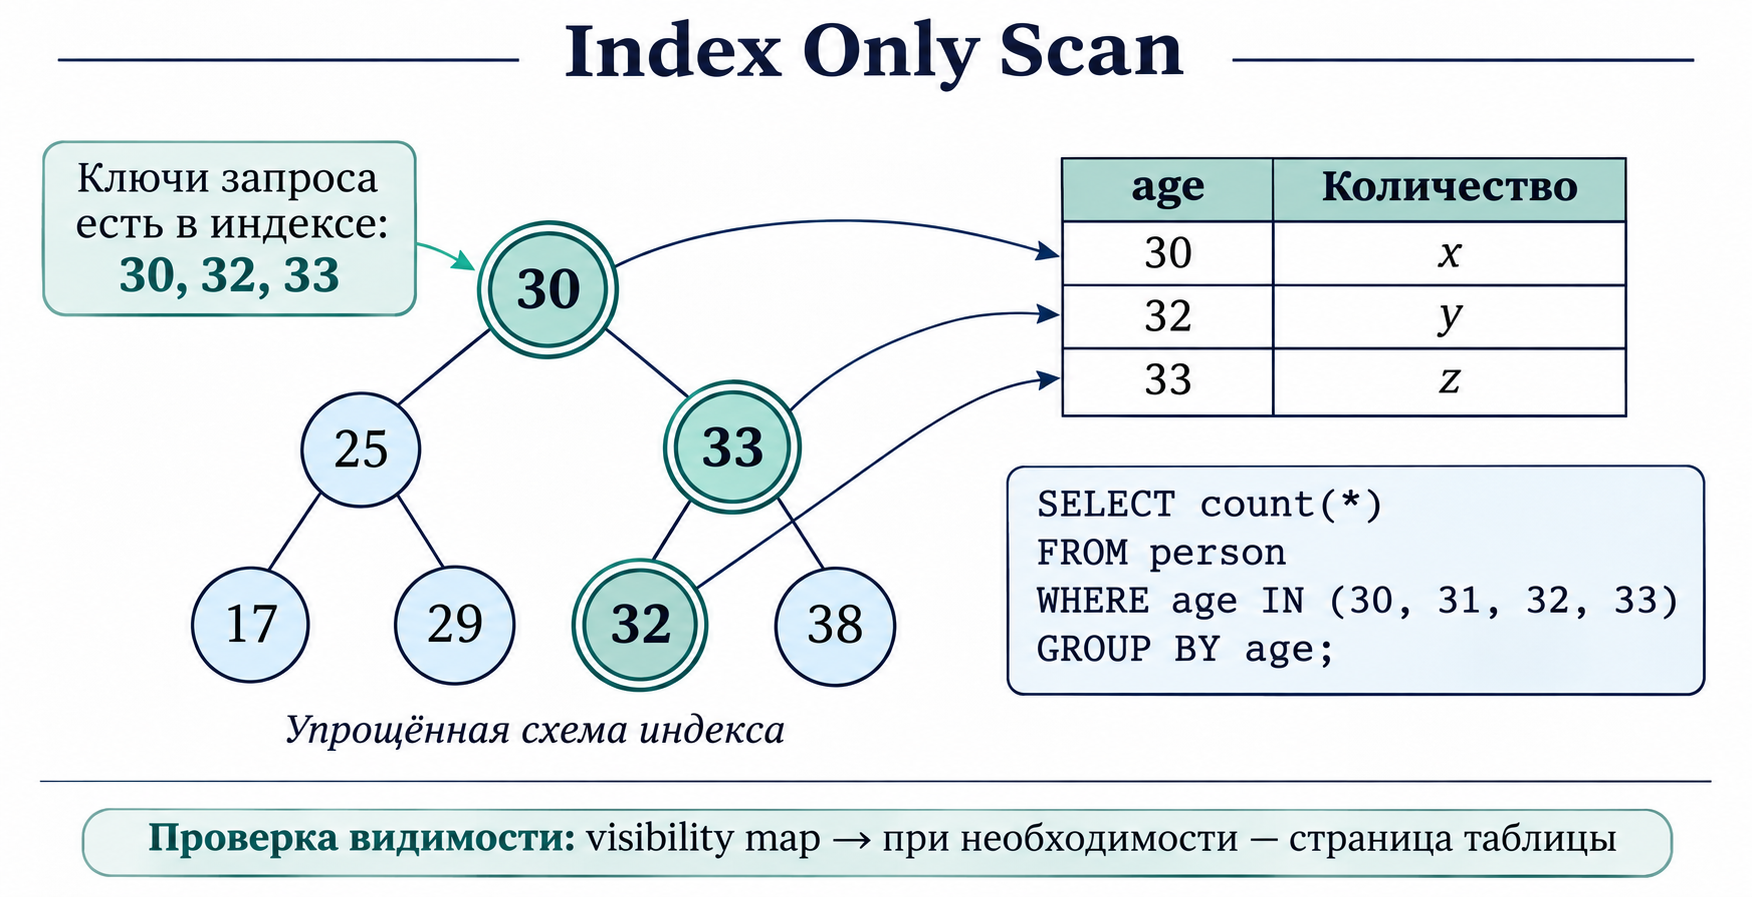 Index Only Scan
Ключи запроса
есть в индексе:
30, 32, 33
30
25
33
17
29
32
38
Упрощённая схема индекса
age Количество
30 x
32 y
33 z
SELECT count(*)
FROM person
WHERE age IN (30, 31, 32, 33)
GROUP BY age;
Проверка видимости: visibility map → при необходимости — страница таблицы